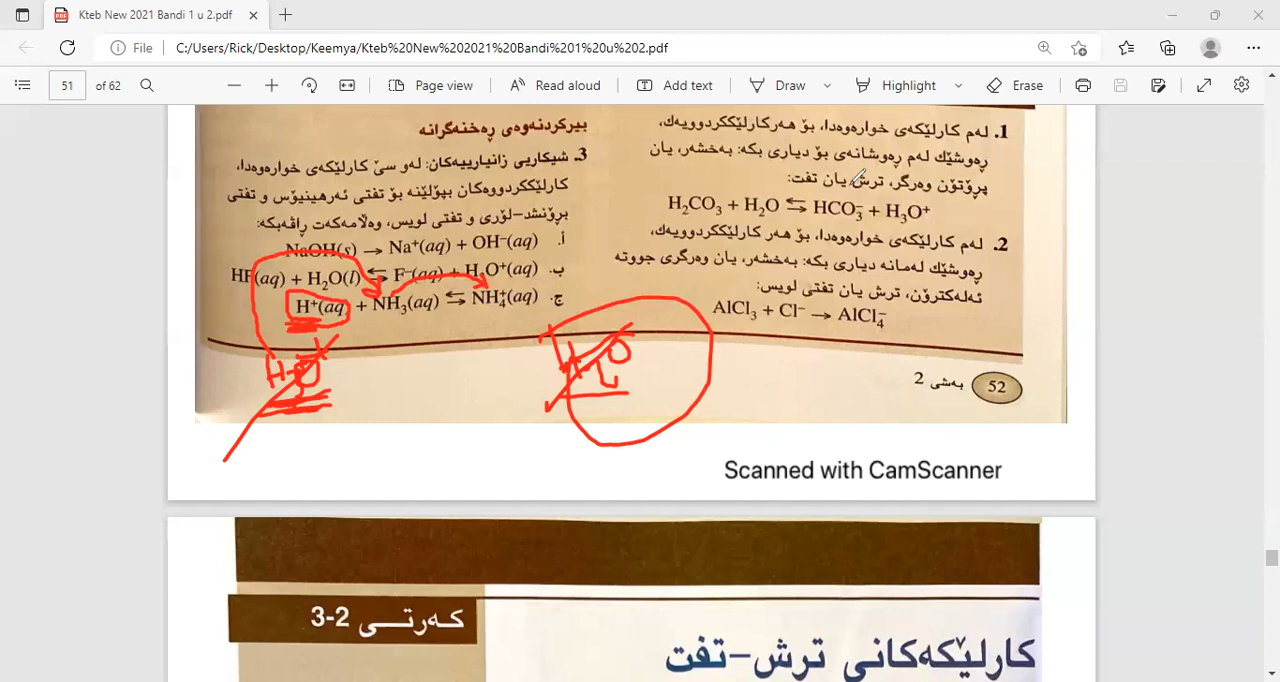 Kteb New 2021 Bandi 1 u 2.pdf
File C:/Users/Rick/Desktop/Keemya/Kteb%20New%202021%20Bandi%201%20u%202.pdf
51 of 62 Page view Read aloud Add text Draw Highlight Erase
1. لەم کارلێکەی خوارەوەدا، بۆ هەرکارلێککردوویەك،
ڕەوشێك لەم ڕەوشانەی بۆ دیاری بکە: بەخشەر، یان
پرۆتۆن وەرگر، ترش یان تفت:
H₂CO₃ + H₂O ⇆ HCO₃⁻ + H₃O⁺
2. لەم کارلێکەی خوارەوەدا، بۆ هەر کارلێککردوویەك،
ڕەوشێك لەمانە دیاری بکە: بەخشەر، یان وەرگری جووتە
ئەلەکترۆن، ترش یان تفتی لویس:
AlCl₃ + Cl⁻ → AlCl₄⁻
بیرکردنەوەی ڕەخنەگرانە
3. شیکاریی زانیارییەکان: لەو سێ کارلێکەی خوارەوەدا،
کارلێککردووەکان بپۆلێنە بۆ تفتی ئەرهینیۆس و تفتی
برۆنشد-لۆری و تفتی لویس، وەڵامەکەت ڕاڤەبکە:
أ. NaOH(s) → Na⁺(aq) + OH⁻(aq)
ب. HF(aq) + H₂O(l) ⇆ F⁻(aq) + H₃O⁺(aq)
ج. H⁺(aq) + NH₃(aq) ⇆ NH₄⁺(aq)
52 بەشی 2
Scanned with CamScanner
کەرتـــی 2-3
کارلێکەکانی ترش-تفت